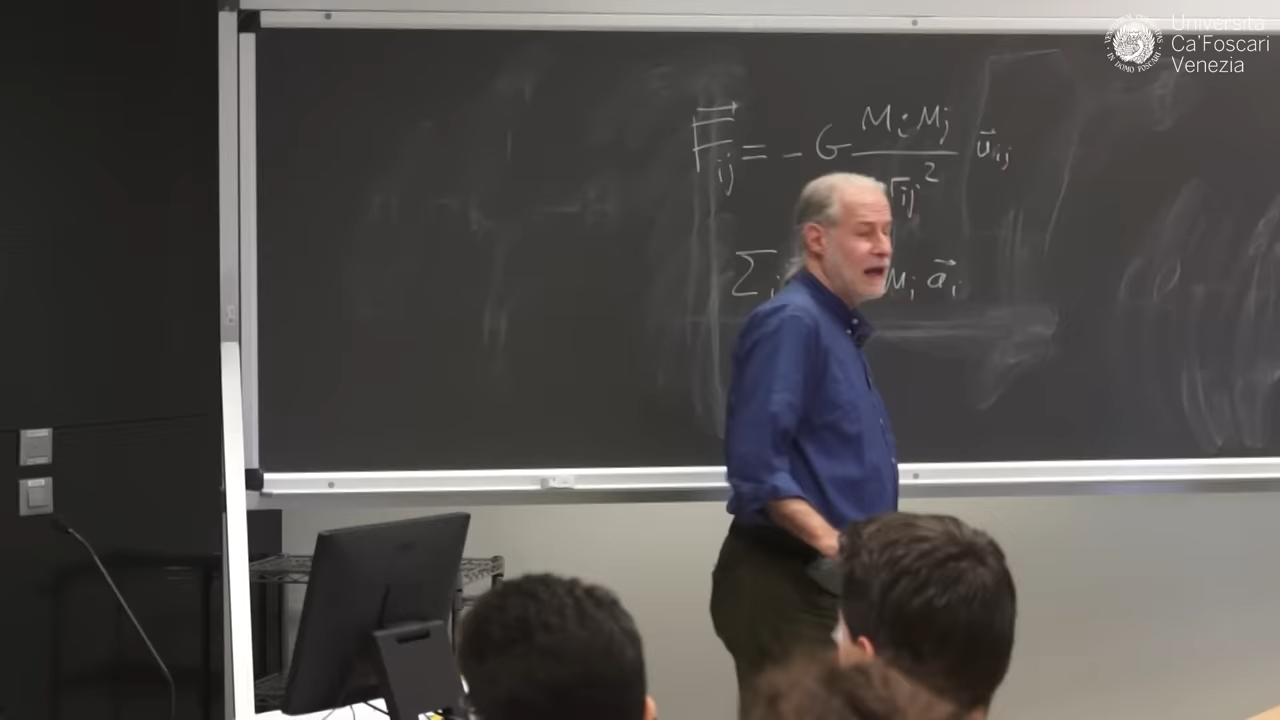 Università
Ca'Foscari
Venezia
F⃗ij = - G Mi Mj / rij² u⃗ij
Σ Mi a⃗i